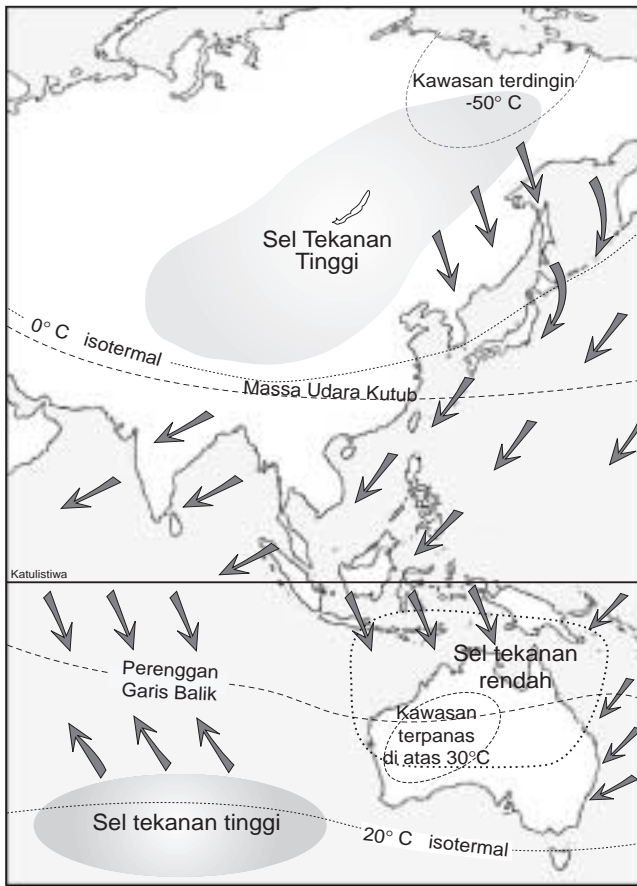 Kawasan terdingin
-50° C
Sel Tekanan
Tinggi
0° C isotermal
Massa Udara Kutub
Katulistiwa
Perenggan
Garis Balik
Sel tekanan
rendah
Kawasan
terpanas
di atas 30°C
Sel tekanan tinggi
20° C isotermal